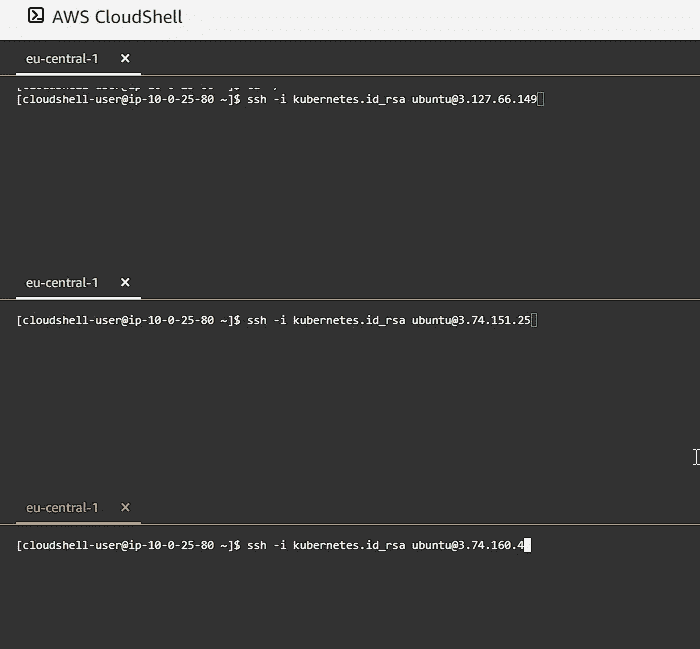 AWS CloudShell
eu-central-1
[cloudshell-user@ip-10-0-25-80 ~]$ ssh -i kubernetes.id_rsa ubuntu@3.127.66.149
eu-central-1
[cloudshell-user@ip-10-0-25-80 ~]$ ssh -i kubernetes.id_rsa ubuntu@3.74.151.25
eu-central-1
[cloudshell-user@ip-10-0-25-80 ~]$ ssh -i kubernetes.id_rsa ubuntu@3.74.160.4